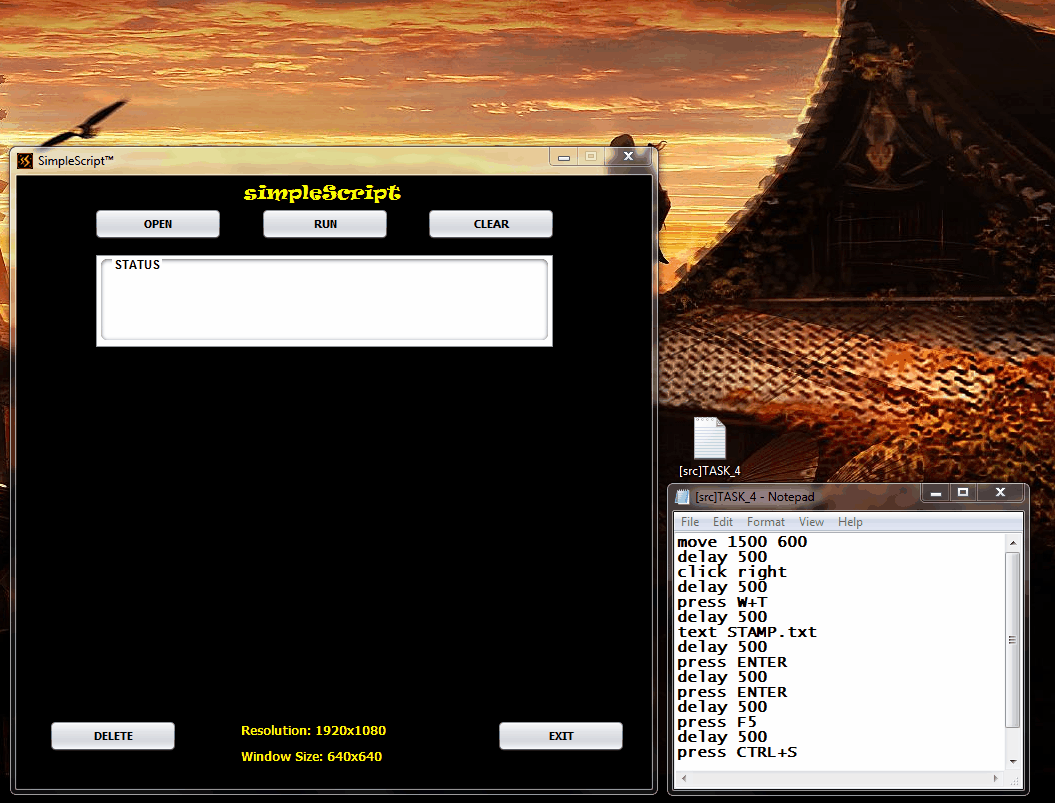 SimpleScript™
simpleScript
OPEN RUN CLEAR
STATUS
DELETE
Resolution: 1920x1080
Window Size: 640x640
EXIT
[src]TASK_4
[src]TASK_4 - Notepad
File Edit Format View Help
move 1500 600
delay 500
click right
delay 500
press W+T
delay 500
text STAMP.txt
delay 500
press ENTER
delay 500
press ENTER
delay 500
press F5
delay 500
press CTRL+S